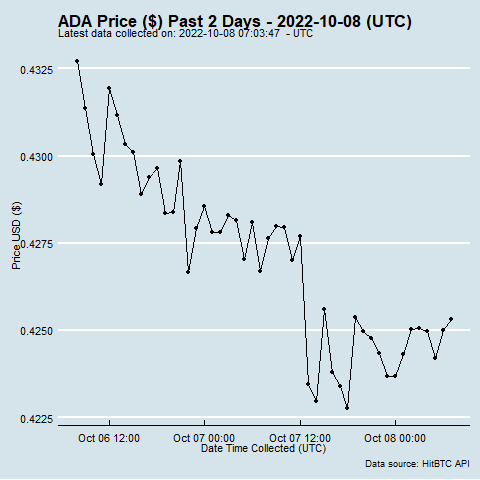 ADA Price ($) Past 2 Days - 2022-10-08 (UTC)
Latest data collected on: 2022-10-08 07:03:47  - UTC
0.4325
0.4300
0.4275
0.4250
0.4225
Price USD ($)
Oct 06 12:00
Oct 07 00:00
Oct 07 12:00
Oct 08 00:00
Date Time Collected (UTC)
Data source: HitBTC API